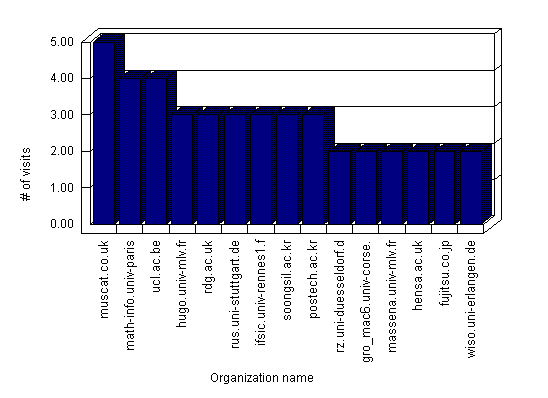 5.00
4.00
3.00
2.00
1.00
0.00
# of visits
muscat.co.uk
math-info.univ-paris
ucl.ac.be
hugo.univ-mlv.fr
rdg.ac.uk
rus.uni-stuttgart.de
ifsic.univ-rennes1.f
soongsil.ac.kr
postech.ac.kr
rz.uni-duesseldorf.d
gro_mac6.univ-corse.
massena.univ-mlv.fr
hensa.ac.uk
fujitsu.co.jp
wiso.uni-erlangen.de
Organization name